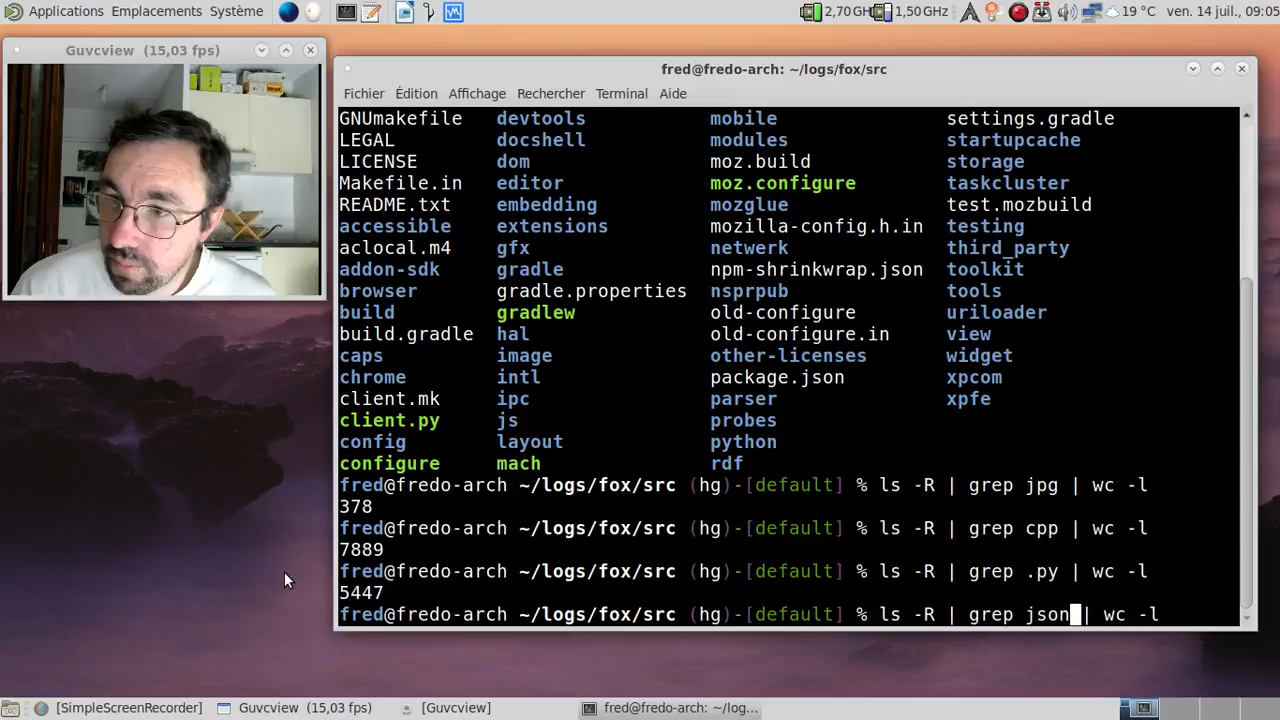 Applications Emplacements Système 2,70 GH 1,50 GHz 19 °C ven. 14 juil., 09:05
Guvcview (15,03 fps)
fred@fredo-arch: ~/logs/fox/src
Fichier Édition Affichage Rechercher Terminal Aide
GNUmakefile devtools mobile settings.gradle
LEGAL docshell modules startupcache
LICENSE dom moz.build storage
Makefile.in editor moz.configure taskcluster
README.txt embedding mozglue test.mozbuild
accessible extensions mozilla-config.h.in testing
aclocal.m4 gfx netwerk third_party
addon-sdk gradle npm-shrinkwrap.json toolkit
browser gradle.properties nsprpub tools
build gradlew old-configure uriloader
build.gradle hal old-configure.in view
caps image other-licenses widget
chrome intl package.json xpcom
client.mk ipc parser xpfe
client.py js probes
config layout python
configure mach rdf
fred@fredo-arch ~/logs/fox/src (hg)-[default] % ls -R | grep jpg | wc -l
378
fred@fredo-arch ~/logs/fox/src (hg)-[default] % ls -R | grep cpp | wc -l
7889
fred@fredo-arch ~/logs/fox/src (hg)-[default] % ls -R | grep .py | wc -l
5447
fred@fredo-arch ~/logs/fox/src (hg)-[default] % ls -R | grep json | wc -l
[SimpleScreenRecorder] Guvcview (15,03 fps) [Guvcview] fred@fredo-arch: ~/log...